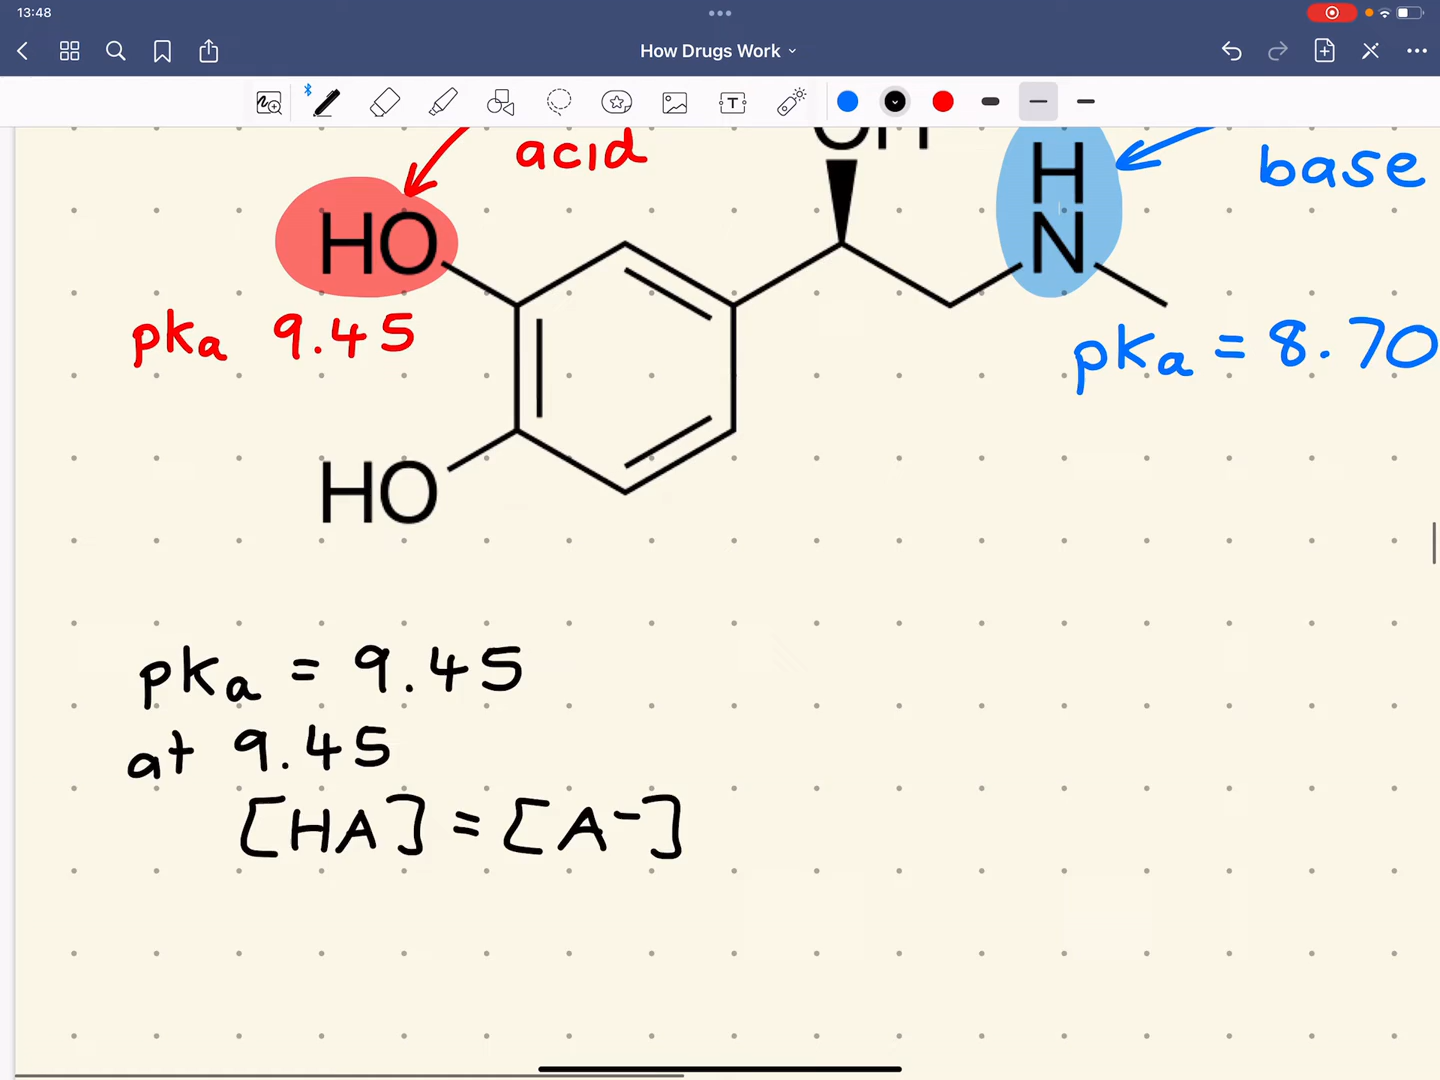 13:48
How Drugs Work
T
acid
OH
H
N
base
HO
pka 9.45
pka = 8.70
HO
pka = 9.45
at 9.45
[HA] = [A⁻]